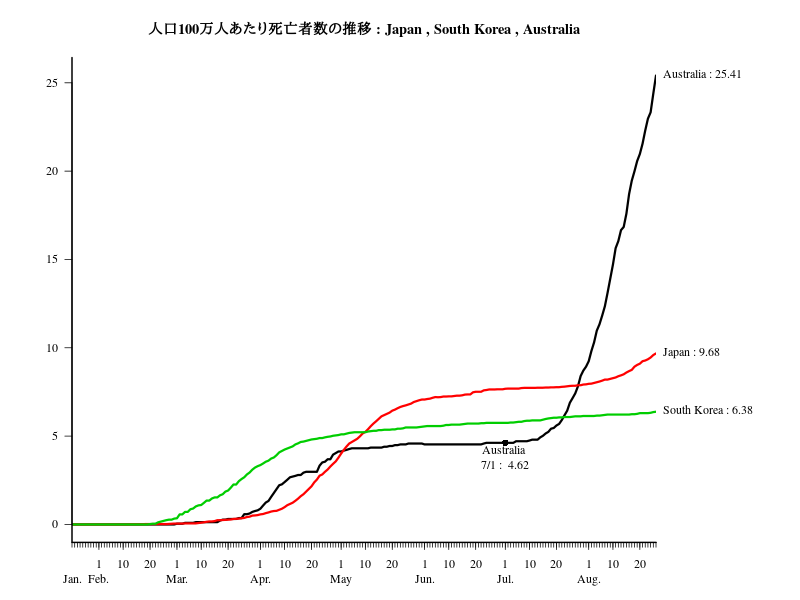 人口100万人あたり死亡者数の推移 : Japan , South Korea , Australia
25
20
15
10
5
0
Australia : 25.41
Japan : 9.68
South Korea : 6.38
Australia
7/1 : 4.62
1 10 20 1 10 20 1 10 20 1 10 20 1 10 20 1 10 20 1 10 20
Jan. Feb. Mar. Apr. May Jun. Jul. Aug.